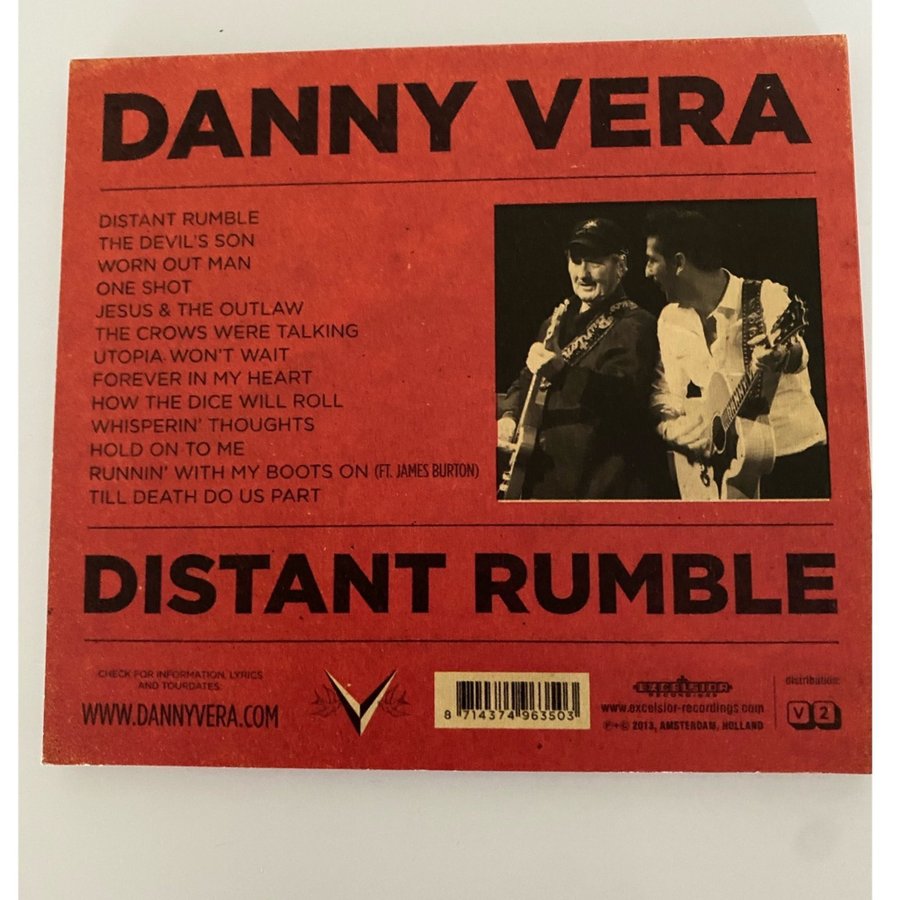 DANNY VERA
DISTANT RUMBLE
THE DEVIL'S SON
WORN OUT MAN
ONE SHOT
JESUS & THE OUTLAW
THE CROWS WERE TALKING
UTOPIA WON'T WAIT
FOREVER IN MY HEART
HOW THE DICE WILL ROLL
WHISPERIN' THOUGHTS
HOLD ON TO ME
RUNNIN' WITH MY BOOTS ON (FT. JAMES BURTON)
TILL DEATH DO US PART
DISTANT RUMBLE
CHECK FOR INFORMATION, LYRICS
AND TOURDATES:
WWW.DANNYVERA.COM
8 714374 963503
EXCELSIOR
RECORDINGS
www.excelsior-recordings.com
℗+© 2013, AMSTERDAM, HOLLAND
distribution:
V2